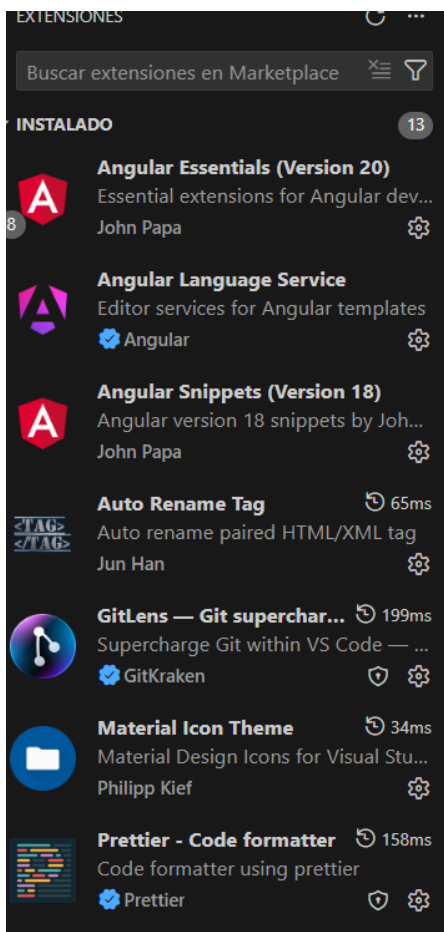 EXTENSIONES
Buscar extensiones en Marketplace
INSTALADO 13
Angular Essentials (Version 20)
Essential extensions for Angular dev...
8
John Papa
Angular Language Service
Editor services for Angular templates
Angular
Angular Snippets (Version 18)
Angular version 18 snippets by Joh...
John Papa
<TAG>
</TAG>
Auto Rename Tag 65ms
Auto rename paired HTML/XML tag
Jun Han
GitLens — Git superchar... 199ms
Supercharge Git within VS Code — ...
GitKraken
Material Icon Theme 34ms
Material Design Icons for Visual Stu...
Philipp Kief
Prettier - Code formatter 158ms
Code formatter using prettier
Prettier